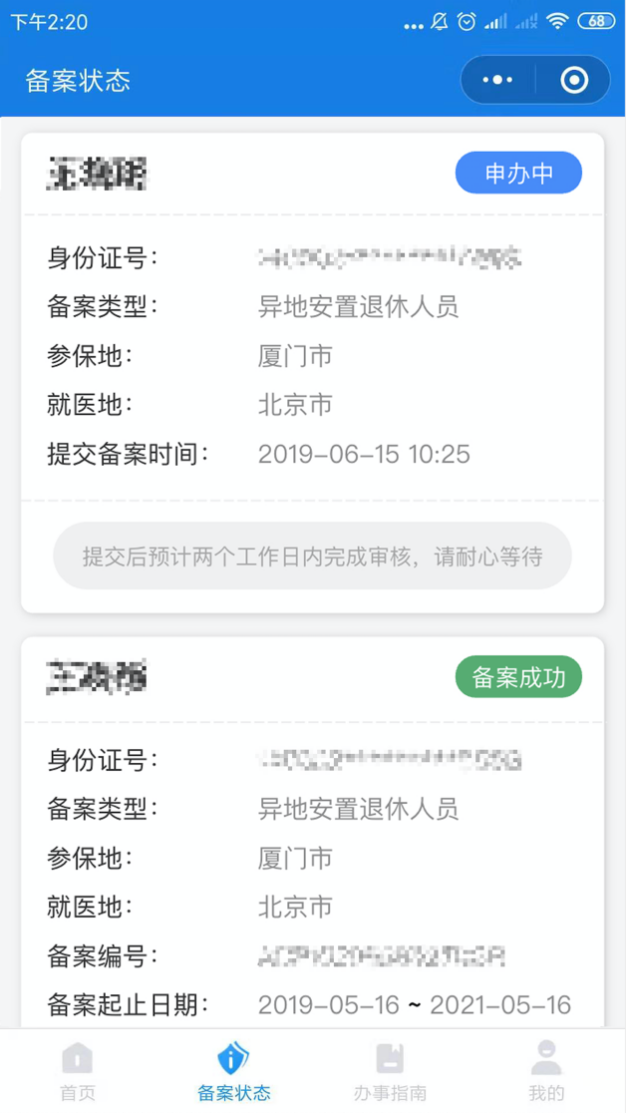 下午2:20
68
备案状态
申办中
身份证号：
备案类型： 异地安置退休人员
参保地： 厦门市
就医地： 北京市
提交备案时间： 2019-06-15 10:25
提交后预计两个工作日内完成审核，请耐心等待
备案成功
身份证号：
备案类型： 异地安置退休人员
参保地： 厦门市
就医地： 北京市
备案编号：
备案起止日期： 2019-05-16 ~ 2021-05-16
首页 备案状态 办事指南 我的